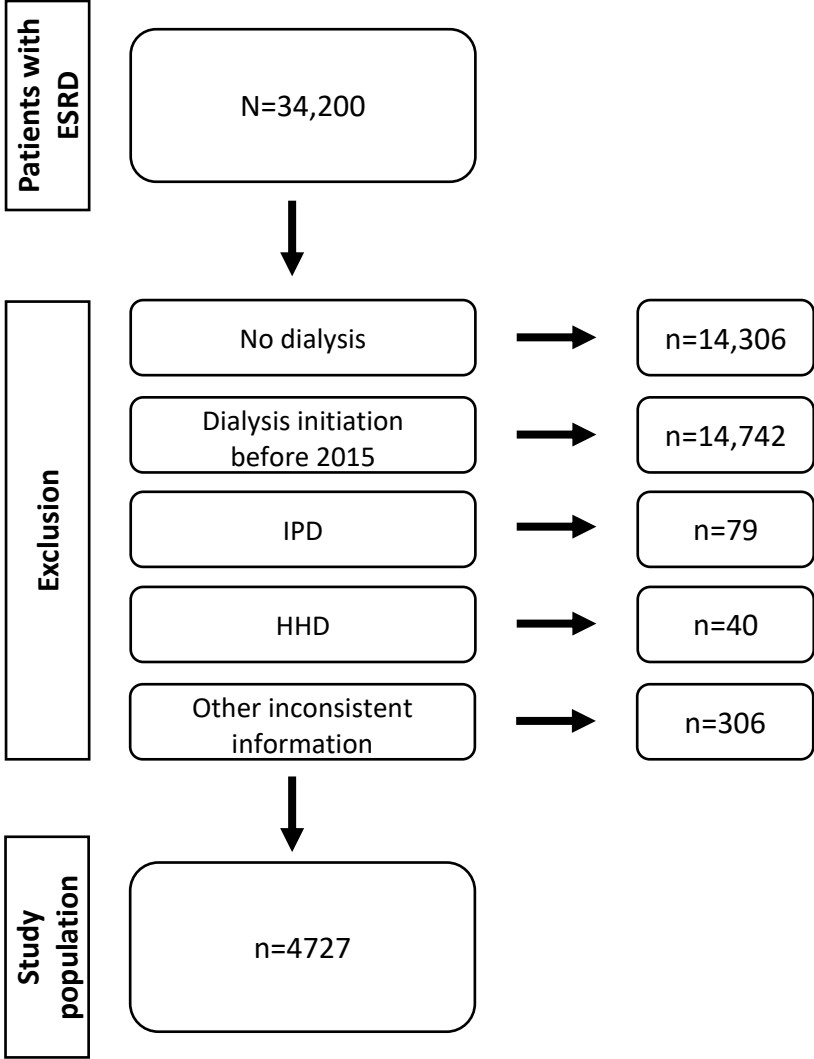 Patients with
ESRD
N=34,200
Exclusion
No dialysis
n=14,306
Dialysis initiation
before 2015
n=14,742
IPD
n=79
HHD
n=40
Other inconsistent
information
n=306
Study
population
n=4727